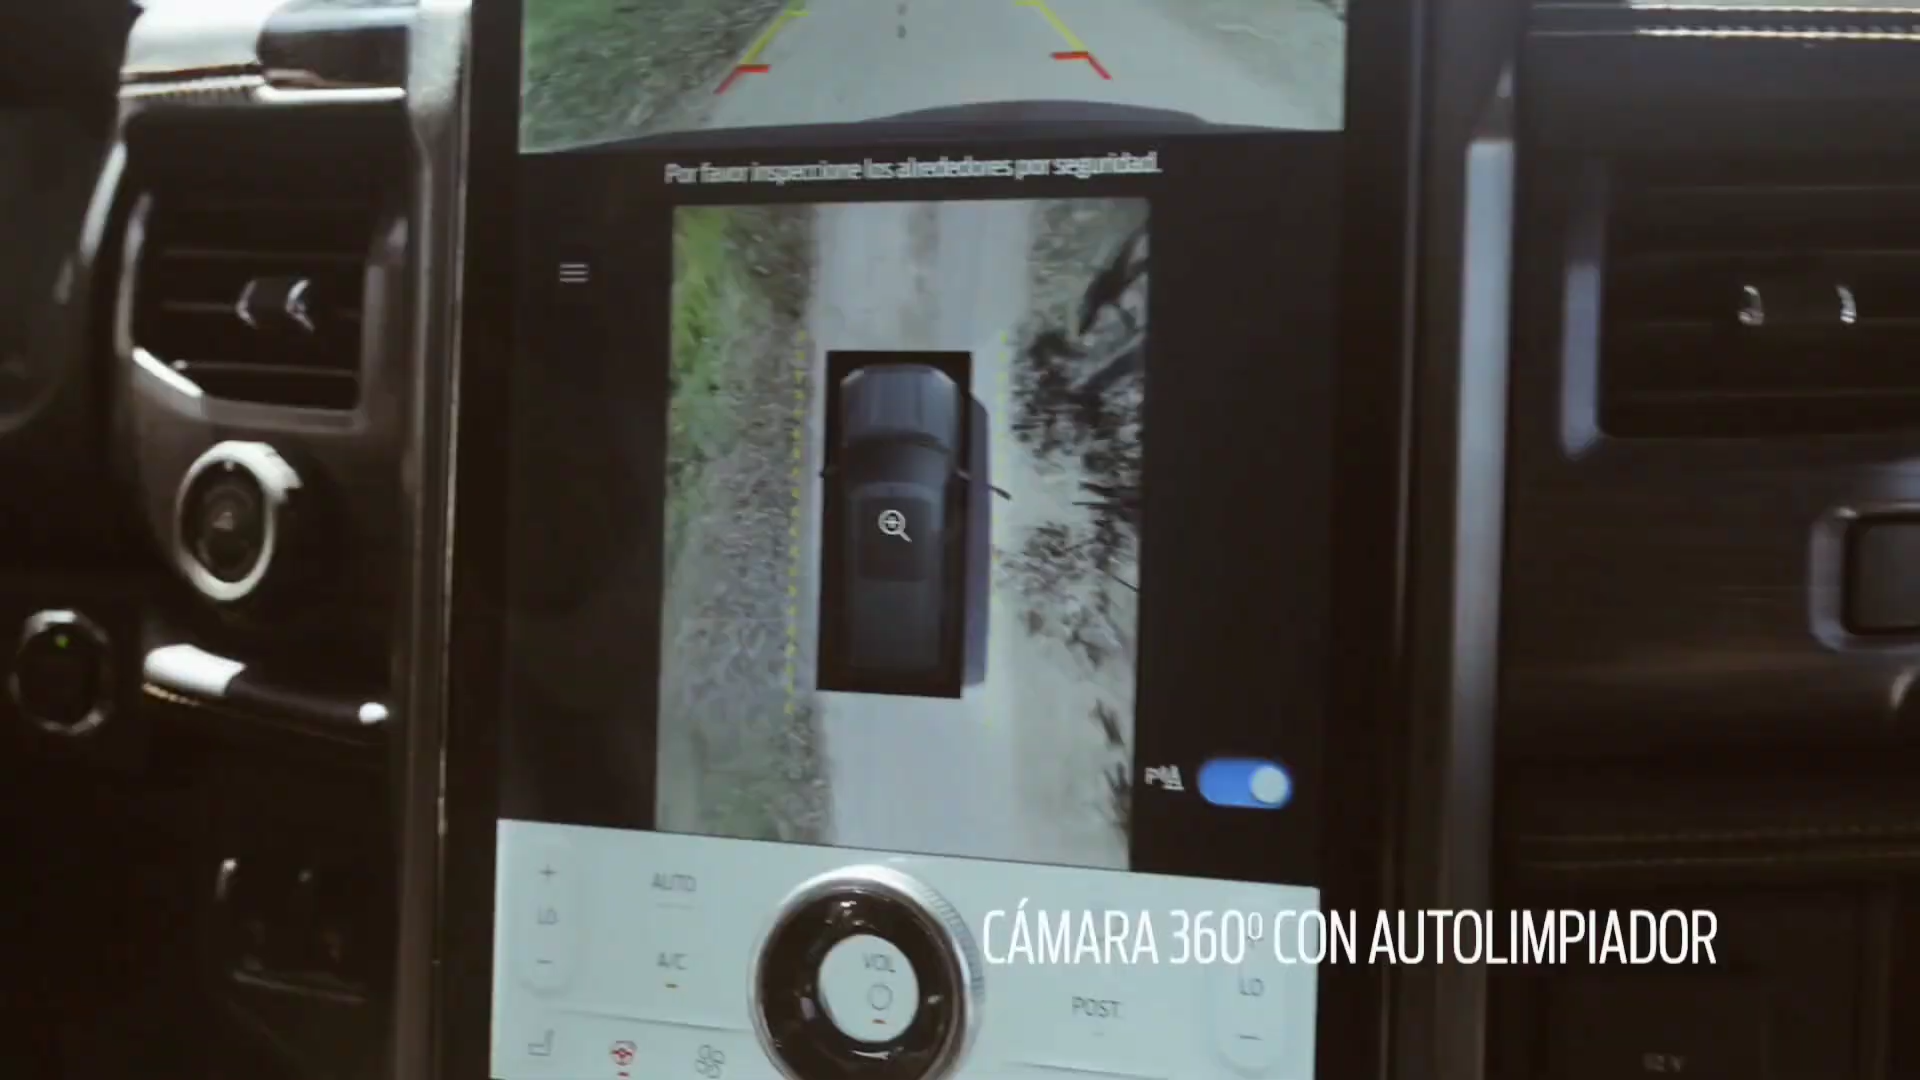 Por favor inspeccione los alrededores por seguridad.
AUTO
LO
A/C
VOL
CÁMARA 360º CON AUTOLIMPIADOR
LO
POST.